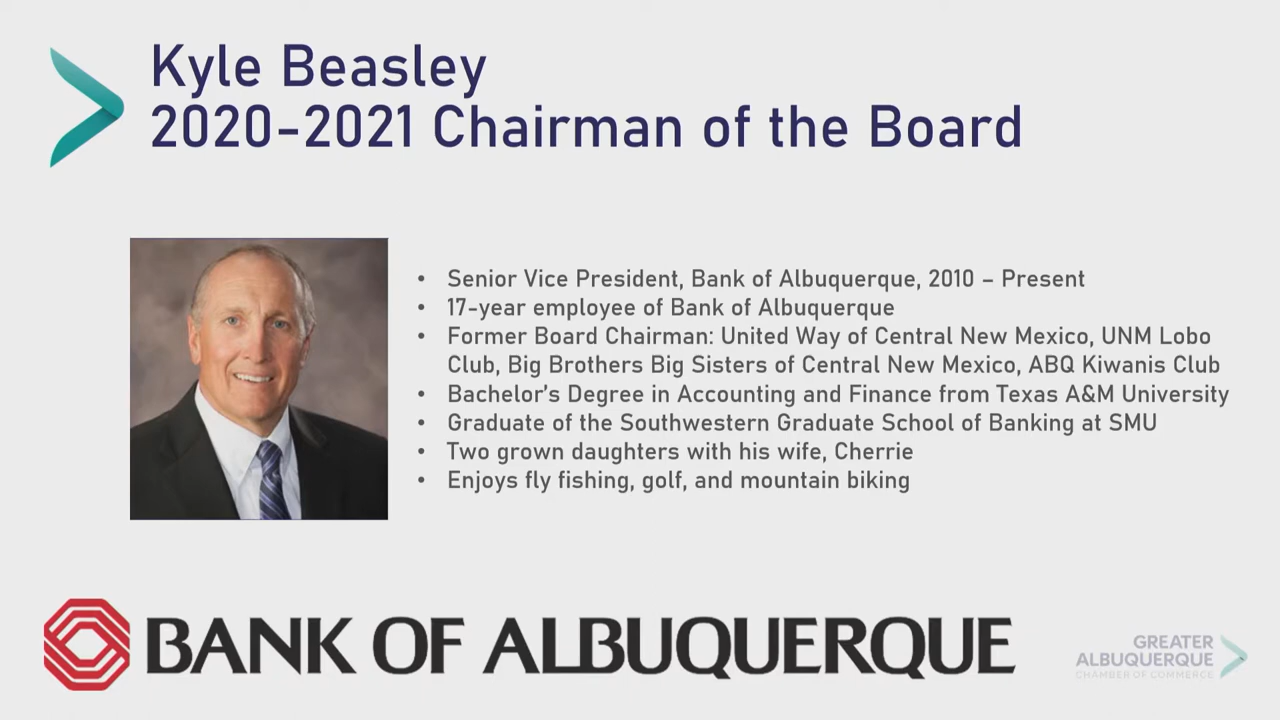 Kyle Beasley
2020-2021 Chairman of the Board
• Senior Vice President, Bank of Albuquerque, 2010 – Present
• 17-year employee of Bank of Albuquerque
• Former Board Chairman: United Way of Central New Mexico, UNM Lobo
Club, Big Brothers Big Sisters of Central New Mexico, ABQ Kiwanis Club
• Bachelor’s Degree in Accounting and Finance from Texas A&M University
• Graduate of the Southwestern Graduate School of Banking at SMU
• Two grown daughters with his wife, Cherrie
• Enjoys fly fishing, golf, and mountain biking
BANK OF ALBUQUERQUE
GREATER
ALBUQUERQUE
CHAMBER OF COMMERCE